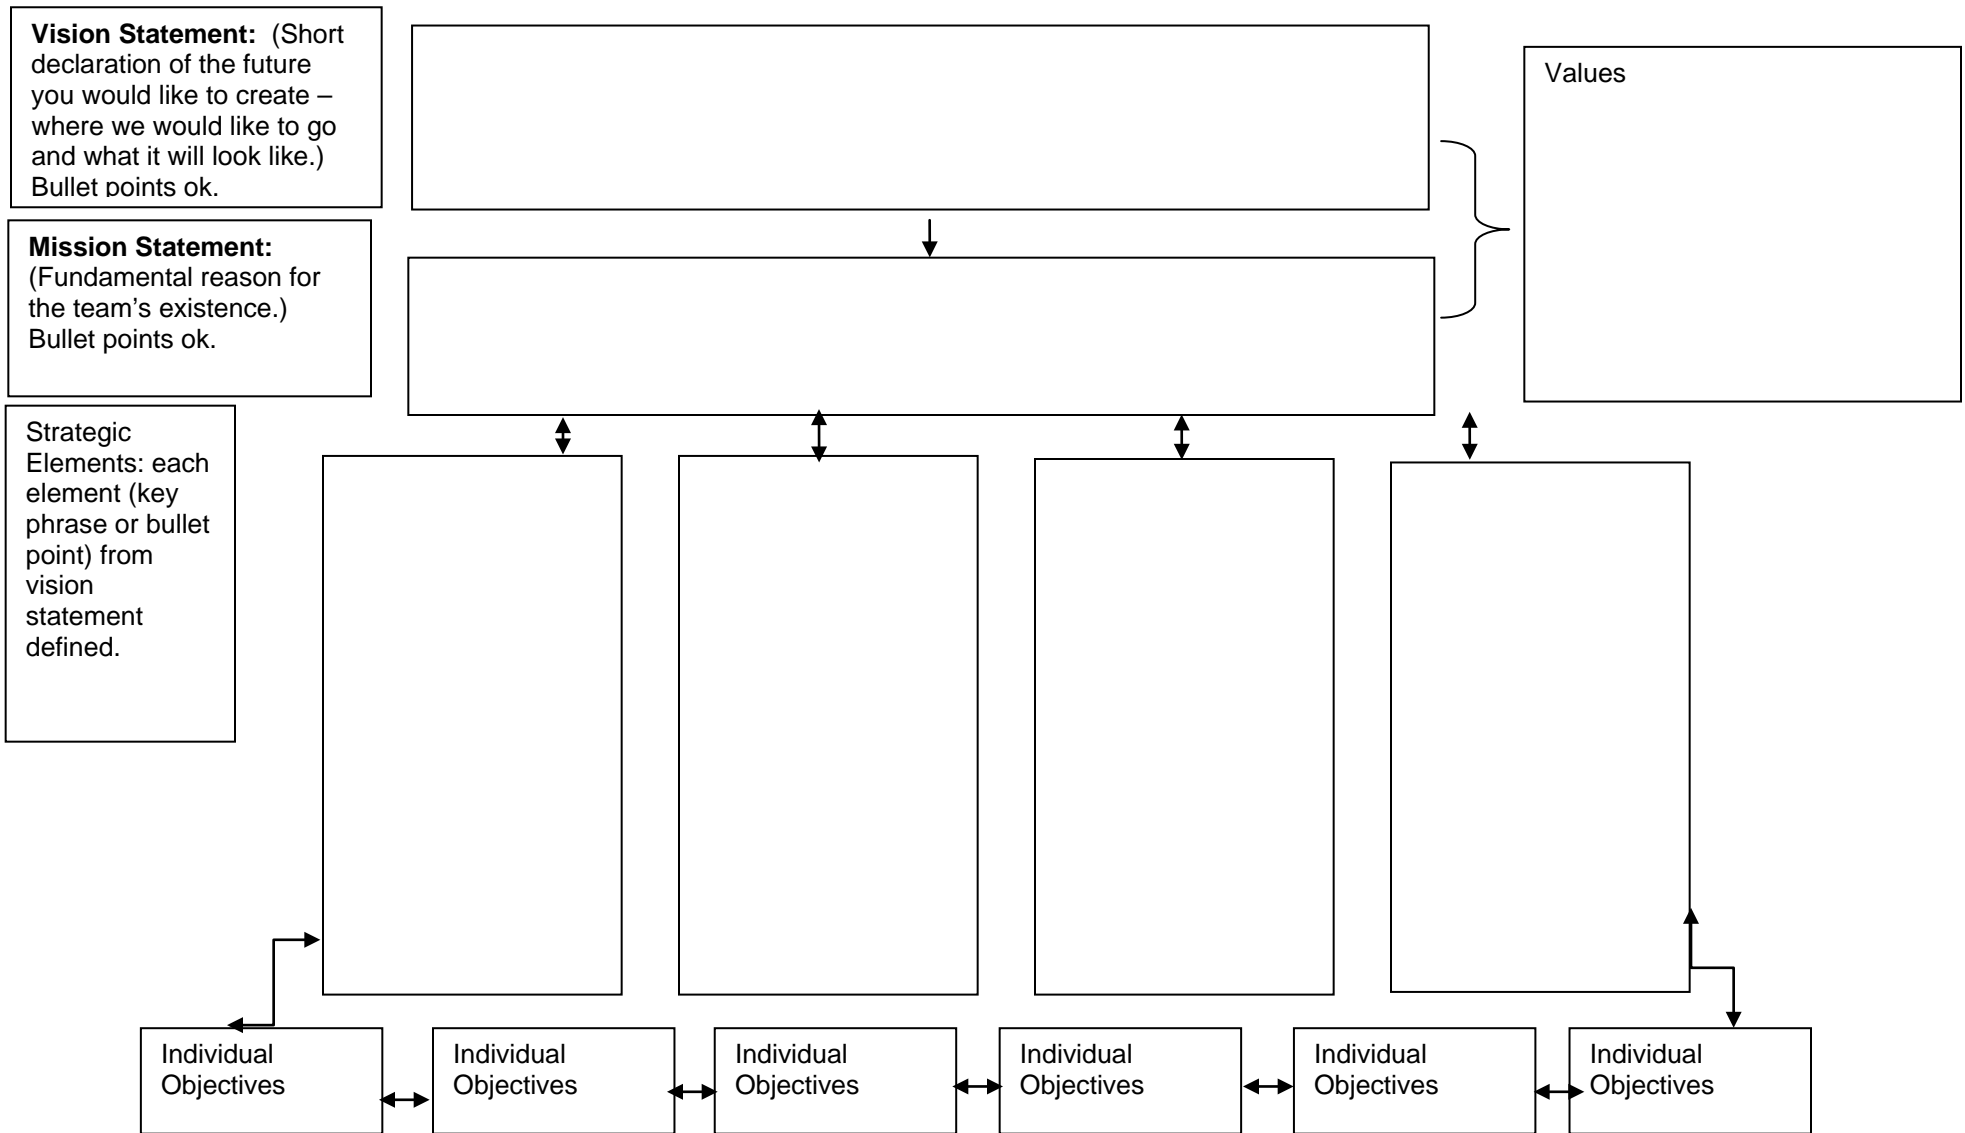 Vision Statement:  (Short
declaration of the future
you would like to create –
where we would like to go
and what it will look like.)
Bullet points ok.
Values
Mission Statement:
(Fundamental reason for
the team’s existence.)
Bullet points ok.
Strategic
Elements: each
element (key
phrase or bullet
point) from
vision
statement
defined.
Individual
Objectives
Individual
Objectives
Individual
Objectives
Individual
Objectives
Individual
Objectives
Individual
Objectives